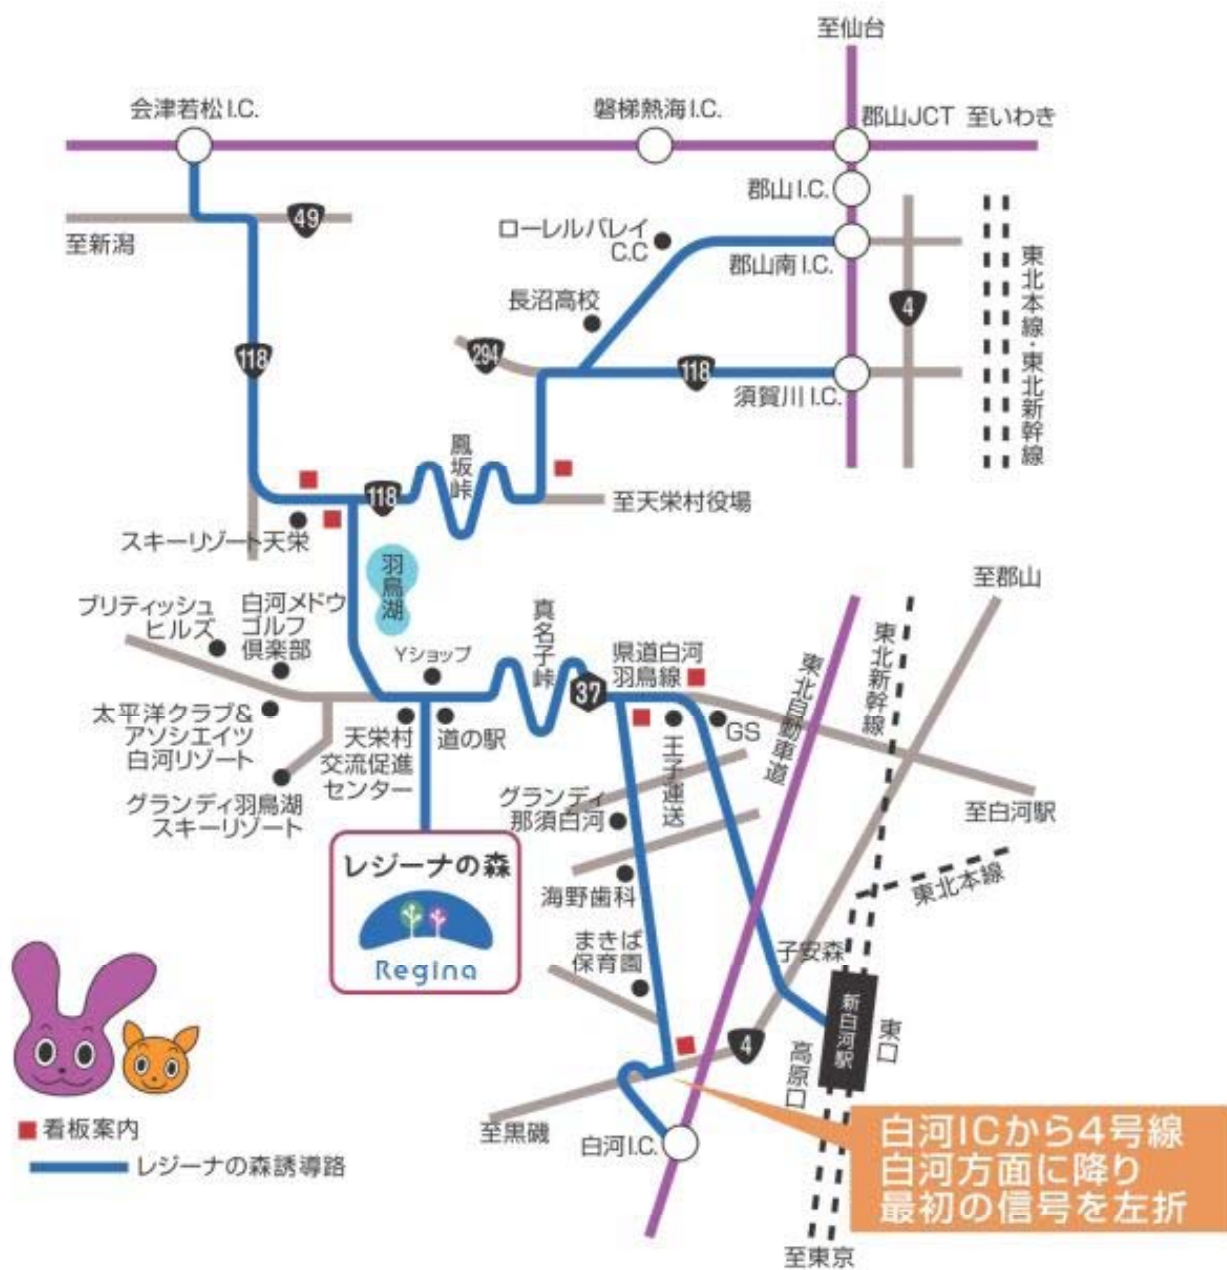 至仙台
会津若松I.C.
磐梯熱海I.C.
郡山JCT 至いわき
郡山I.C.
49
至新潟
ローレルバレイ
C.C
郡山南I.C.
長沼高校
4
東北本線・東北新幹線
118
294
118
須賀川I.C.
鳳坂峠
118
至天栄村役場
スキーリゾート天栄
羽鳥湖
至郡山
ブリティッシュ
ヒルズ
白河メドウ
ゴルフ
倶楽部
Yショップ
真名子峠
県道白河
羽鳥線
東北自動車道
東北新幹線
37
太平洋クラブ&
アソシエイツ
白河リゾート
天栄村
交流促進
センター
道の駅
王子運送
GS
グランディ羽鳥湖
スキーリゾート
グランディ
那須白河
至白河駅
レジーナの森
Regina
海野歯科
東北本線
まきば
保育園
子安森
新白河駅
東口
高原口
4
至黒磯
白河I.C.
看板案内
レジーナの森誘導路
白河ICから4号線
白河方面に降り
最初の信号を左折
至東京